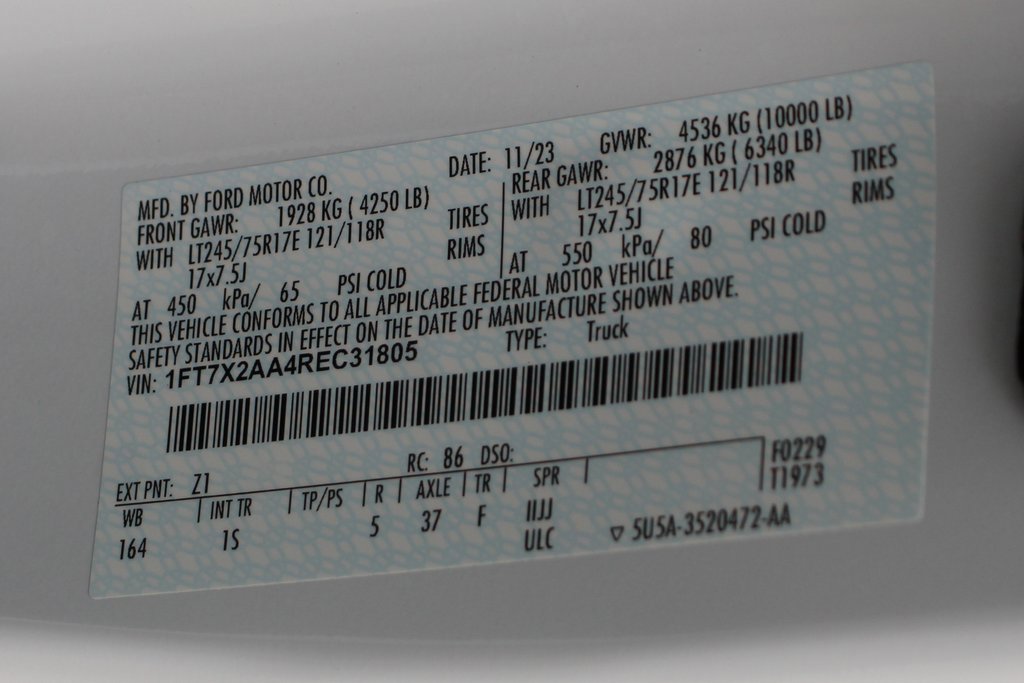 MFD. BY FORD MOTOR CO. DATE: 11/23 GVWR: 4536 KG (10000 LB)
FRONT GAWR: 1928 KG ( 4250 LB) REAR GAWR: 2876 KG ( 6340 LB)
WITH LT245/75R17E 121/118R TIRES WITH LT245/75R17E 121/118R TIRES
17x7.5J RIMS 17x7.5J RIMS
AT 450 kPa/ 65 PSI COLD AT 550 kPa/ 80 PSI COLD
THIS VEHICLE CONFORMS TO ALL APPLICABLE FEDERAL MOTOR VEHICLE
SAFETY STANDARDS IN EFFECT ON THE DATE OF MANUFACTURE SHOWN ABOVE.
VIN: 1FT7X2AA4REC31805 TYPE: Truck
EXT PNT: Z1 RC: 86 DSO: F0229
WB INT TR TP/PS R AXLE TR SPR T1973
164 1S 5 37 F IIJJ
ULC ▽ 5U5A-3520472-AA